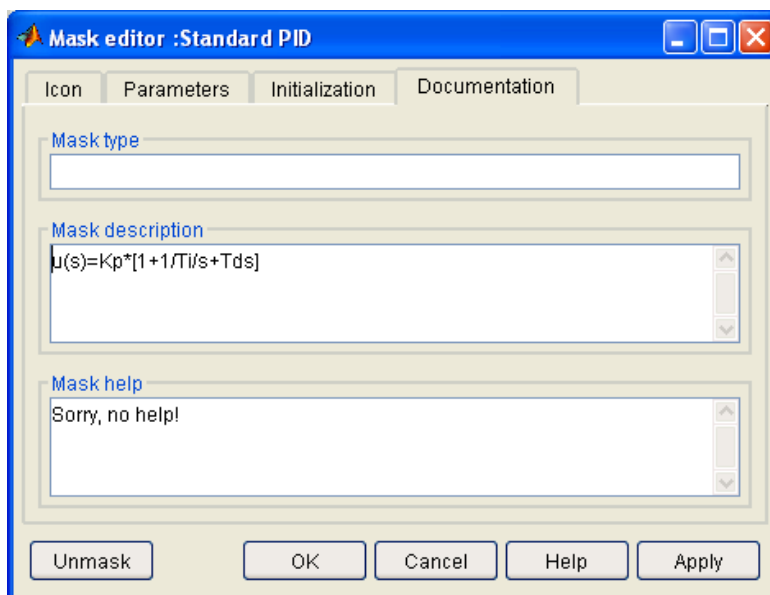 Mask editor :Standard PID
Icon Parameters Initialization Documentation
Mask type
Mask description
u(s)=Kp*[1+1/Ti/s+Tds]
Mask help
Sorry, no help!
Unmask OK Cancel Help Apply